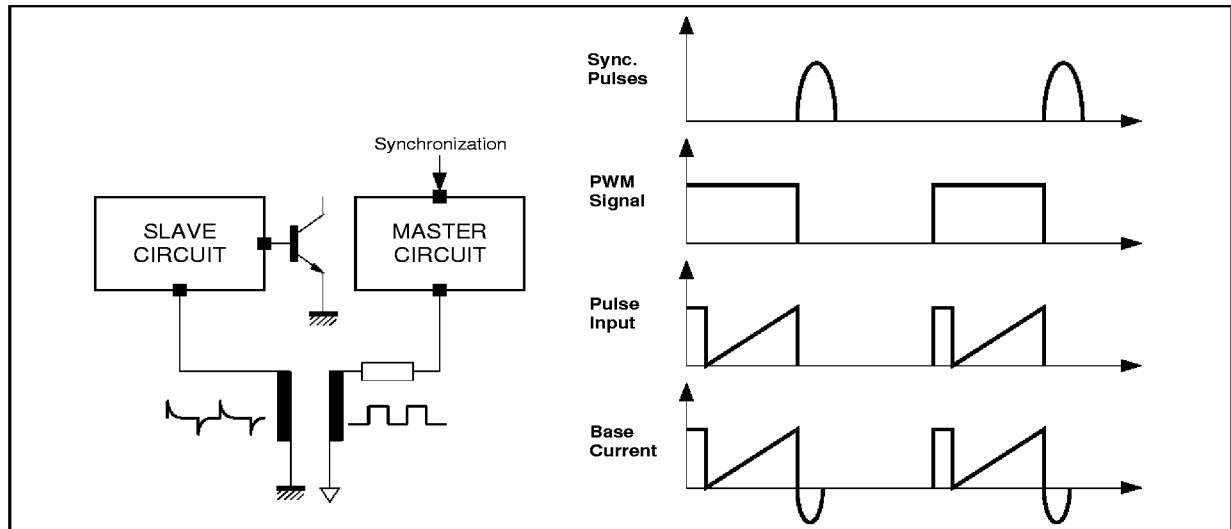 Synchronization
SLAVE
CIRCUIT
MASTER
CIRCUIT
Sync.
Pulses
PWM
Signal
Pulse
Input
Base
Current